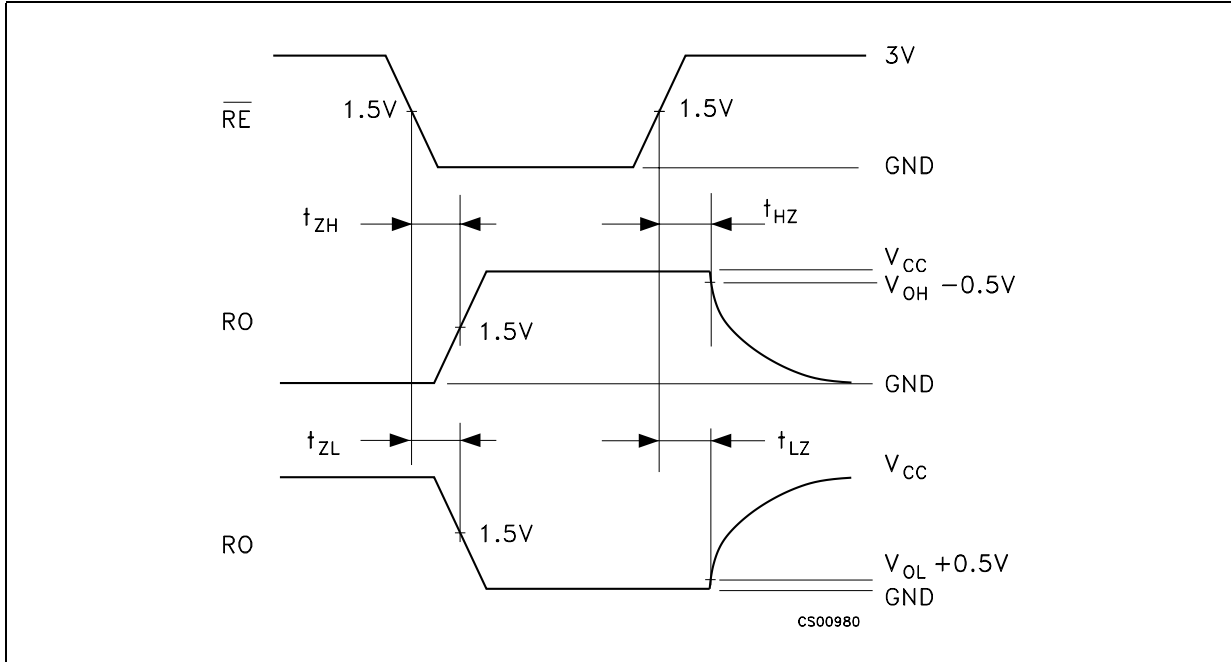 3V
R̅E̅
1.5V
1.5V
GND
tZH
tHZ
VCC
VOH −0.5V
RO
1.5V
GND
tZL
tLZ
VCC
1.5V
RO
VOL +0.5V
GND
CS00980